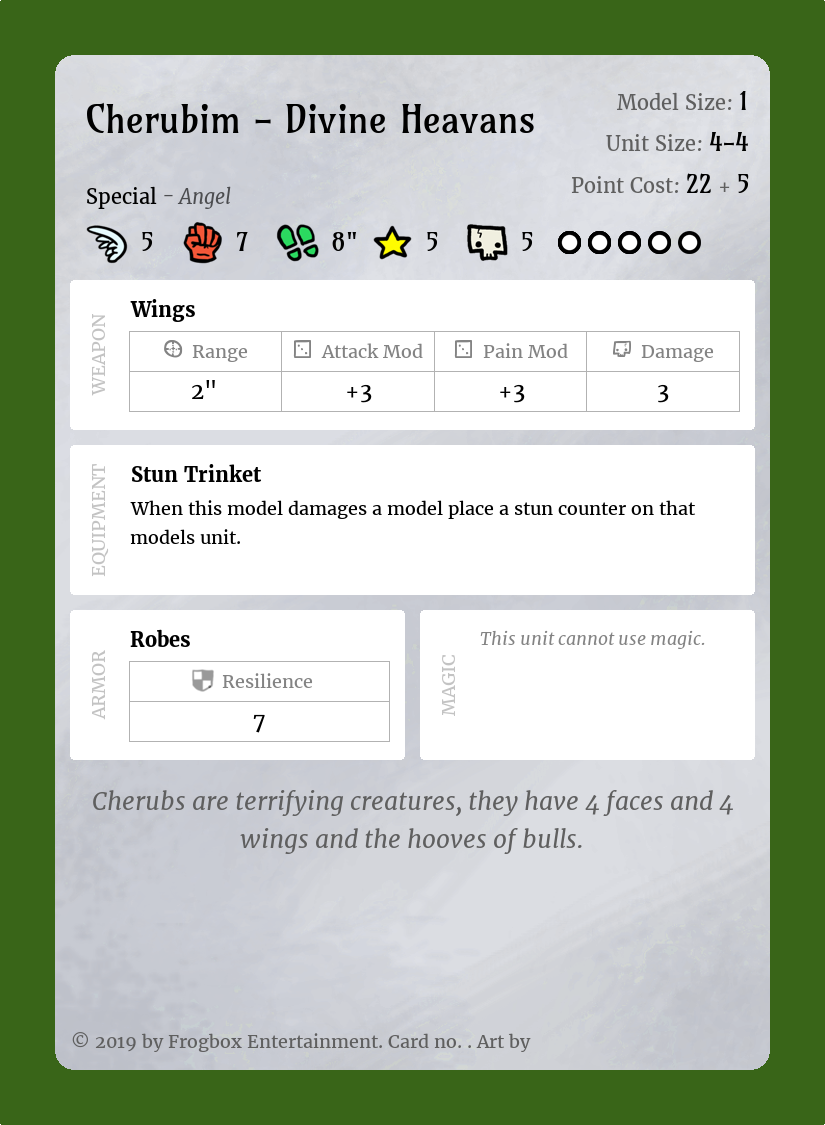 Cherubim – Divine Heavans
Model Size: 1
Unit Size: 4–4
Point Cost: 22 + 5
Special – Angel
5 7 8" 5 5
WEAPON
Wings
Range Attack Mod Pain Mod Damage
2" +3 +3 3
EQUIPMENT
Stun Trinket
When this model damages a model place a stun counter on that
models unit.
ARMOR
Robes
Resilience
7
MAGIC
This unit cannot use magic.
Cherubs are terrifying creatures, they have 4 faces and 4
wings and the hooves of bulls.
© 2019 by Frogbox Entertainment. Card no. . Art by